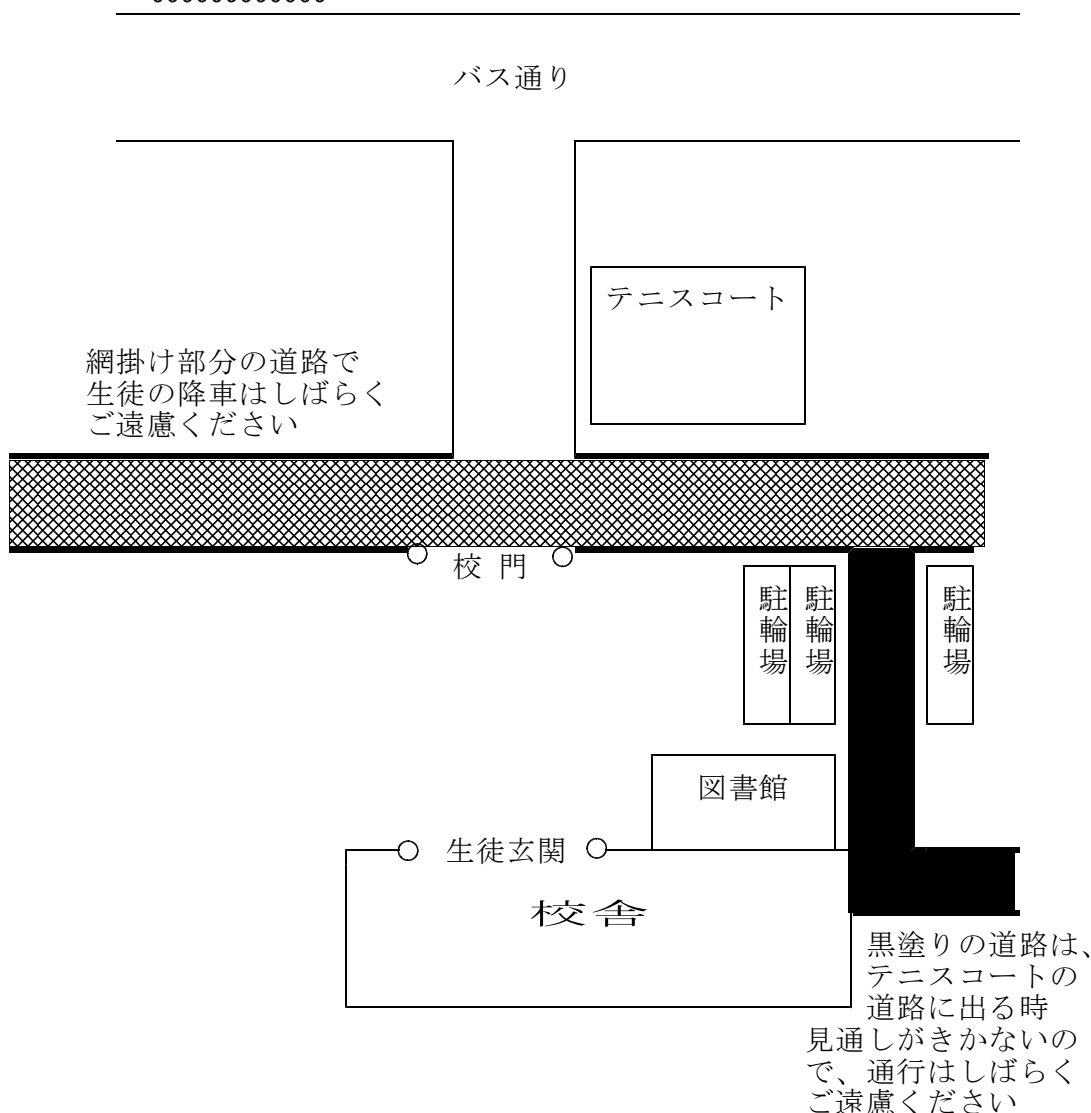 バス通り
テニスコート
網掛け部分の道路で
生徒の降車はしばらく
ご遠慮ください
校 門
駐輪場
駐輪場
駐輪場
図書館
生徒玄関
校舎
黒塗りの道路は、
テニスコートの
道路に出る時
見通しがきかないの
で、通行はしばらく
ご遠慮ください